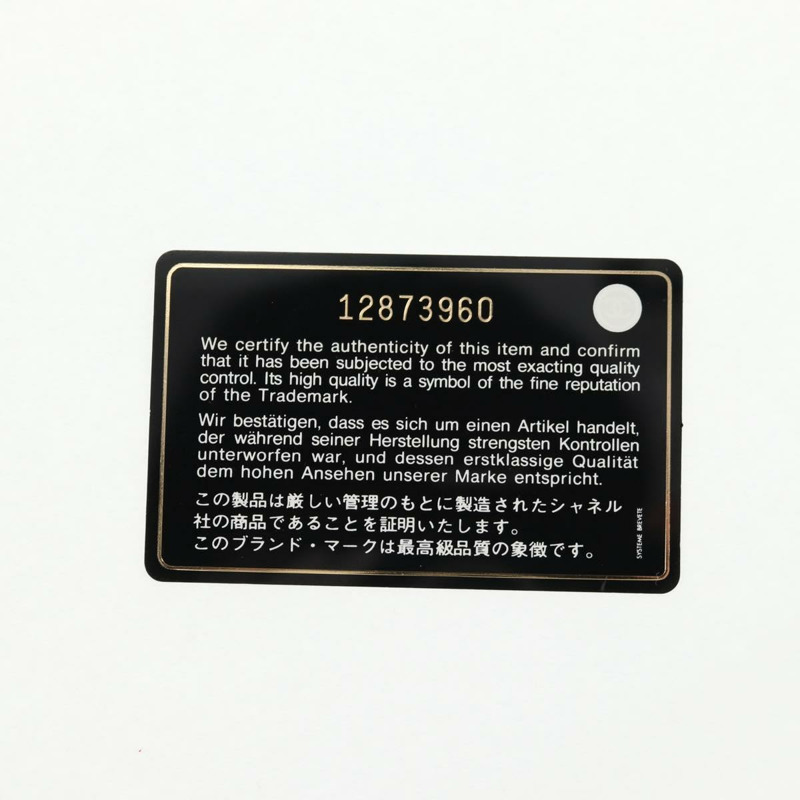 12873960
We certify the authenticity of this item and confirm
that it has been subjected to the most exacting quality
control. Its high quality is a symbol of the fine reputation
of the Trademark.
Wir bestätigen, dass es sich um einen Artikel handelt,
der während seiner Herstellung strengsten Kontrollen
unterworfen war, und dessen erstklassige Qualität
dem hohen Ansehen unserer Marke entspricht.
この製品は厳しい管理のもとに製造されたシャネル
社の商品であることを証明いたします。
このブランド・マークは最高級品質の象徴です。
SYSTEME BREVETE